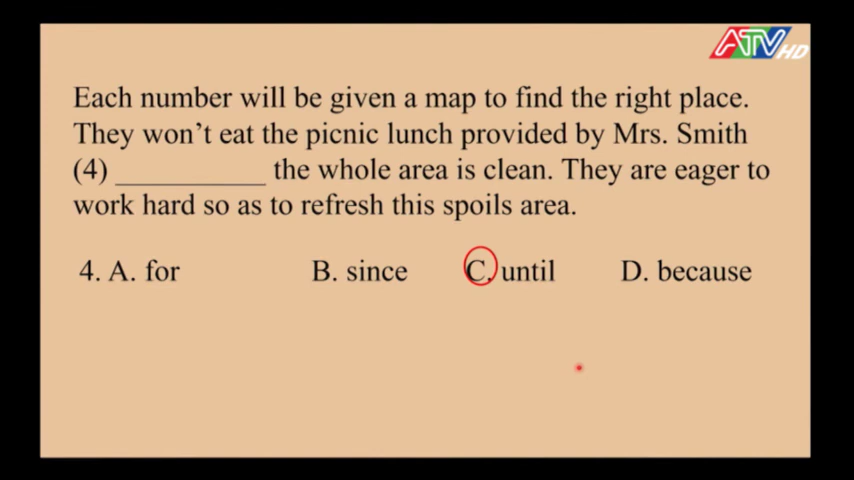 ATV HD
Each number will be given a map to find the right place.
They won't eat the picnic lunch provided by Mrs. Smith
(4) __________ the whole area is clean. They are eager to
work hard so as to refresh this spoils area.
4. A. for B. since C. until D. because